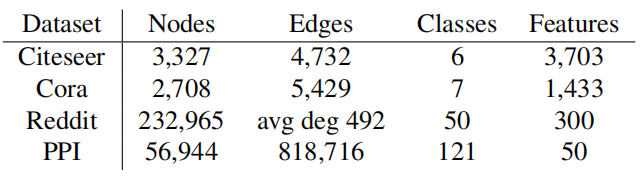 Dataset Nodes Edges Classes Features
Citeseer 3,327 4,732 6 3,703
Cora 2,708 5,429 7 1,433
Reddit 232,965 avg deg 492 50 300
PPI 56,944 818,716 121 50